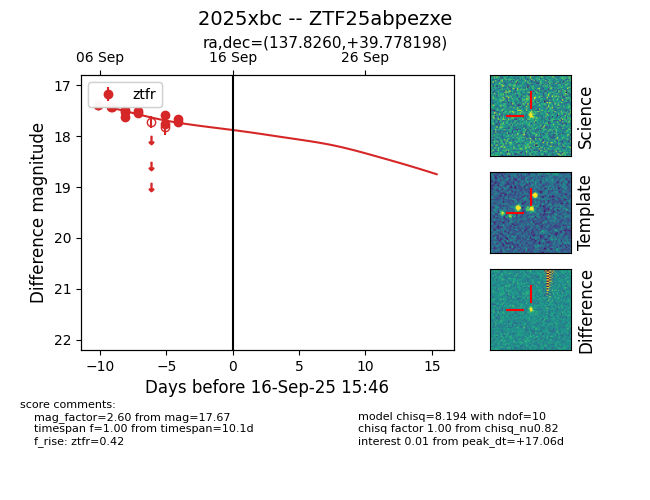 2025xbc -- ZTF25abpezxe
ra,dec=(137.8260,+39.778198)
06 Sep
16 Sep
26 Sep
ztfr
17
18
19
20
21
22
Difference magnitude
−10
−5
0
5
10
15
Days before 16-Sep-25 15:46
Science
Template
Difference
score comments:
mag_factor=2.60 from mag=17.67
timespan f=1.00 from timespan=10.1d
f_rise: ztfr=0.42
model chisq=8.194 with ndof=10
chisq factor 1.00 from chisq_nu0.82
interest 0.01 from peak_dt=+17.06d